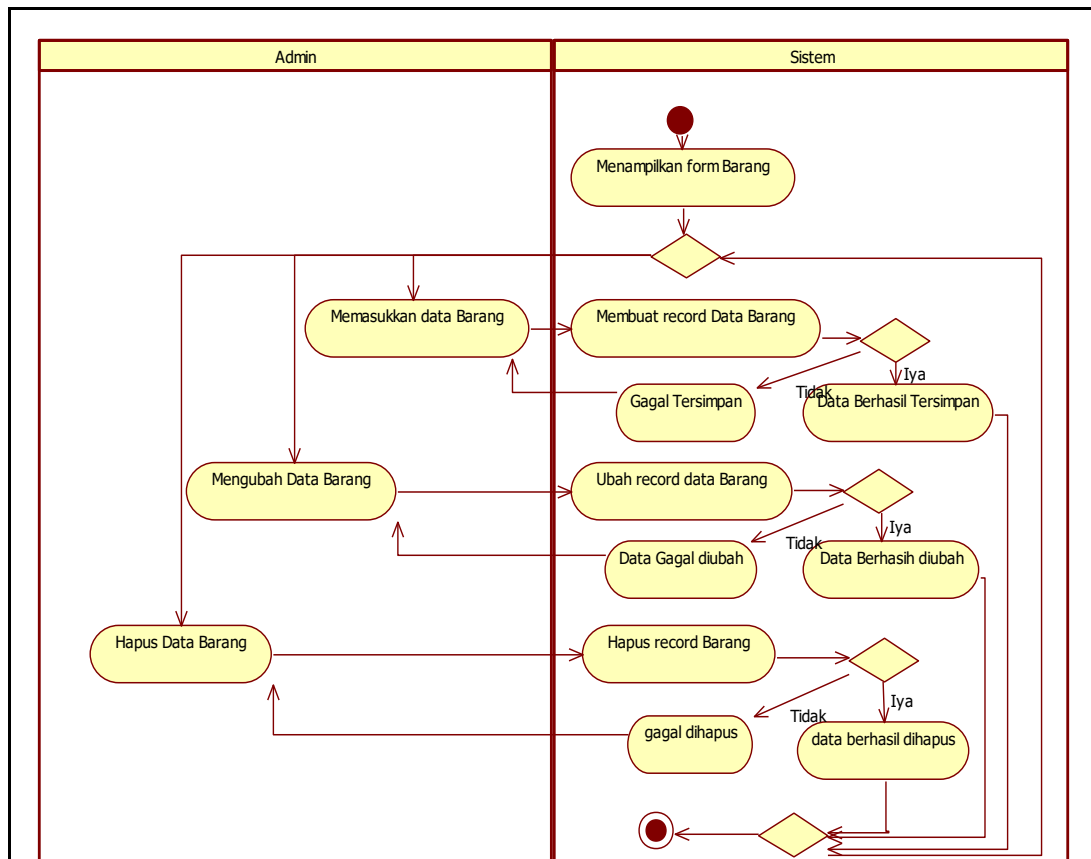 Admin
Sistem
Menampilkan form Barang
Memasukkan data Barang
Membuat record Data Barang
Iya
Tidak
Gagal Tersimpan
Data Berhasil Tersimpan
Mengubah Data Barang
Ubah record data Barang
Iya
Tidak
Data Gagal diubah
Data Berhasih diubah
Hapus Data Barang
Hapus record Barang
Iya
Tidak
gagal dihapus
data berhasil dihapus